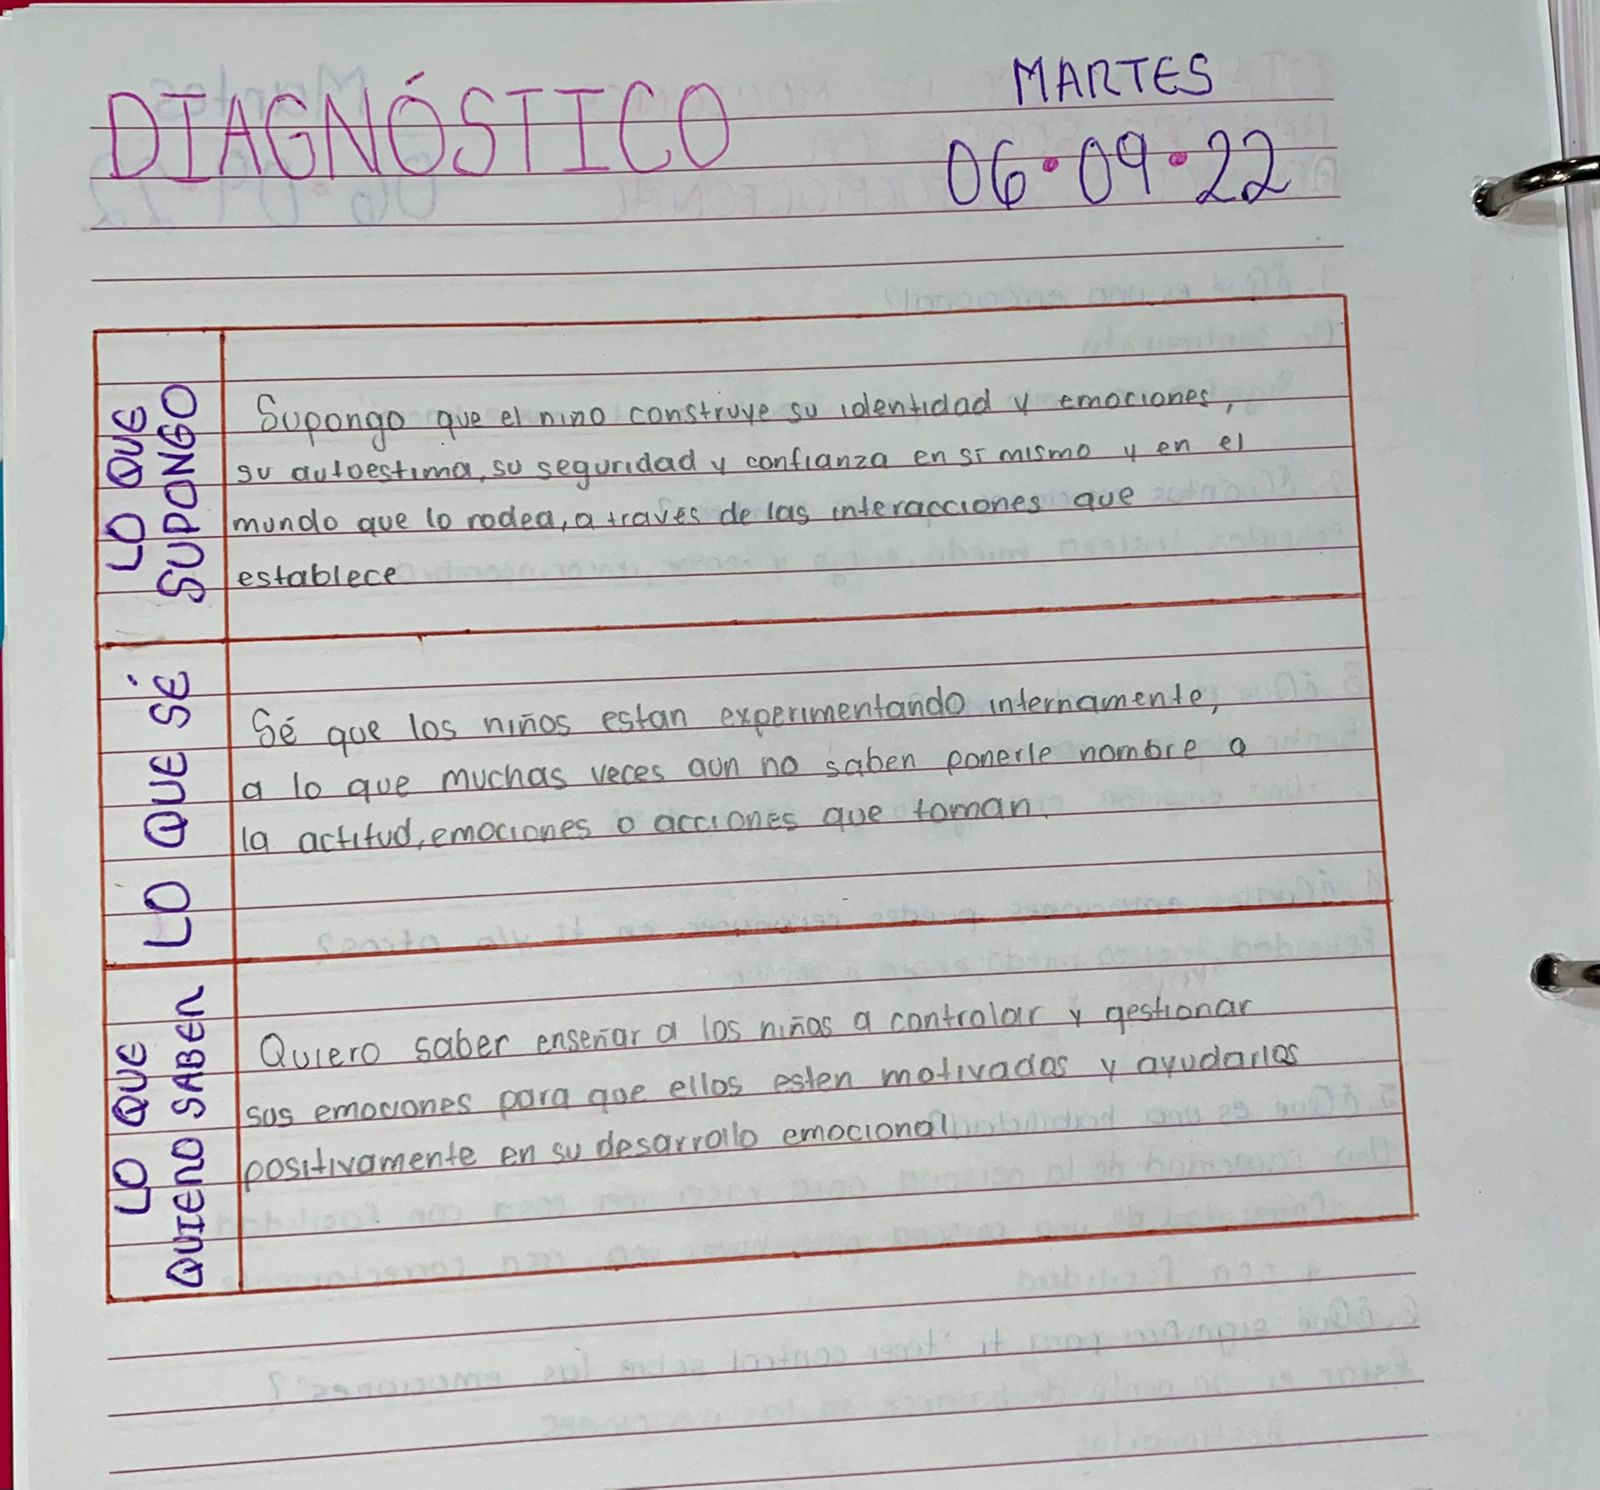 DIAGNÓSTICO
MARTES
06·09·22
LO QUE
SUPONGO
Supongo que el nino construye su identidad y emociones,
su autoestima, su seguridad y confianza en sí mismo y en el
mundo que lo rodea, a través de las interacciones que
establece
LO QUE SÉ
Sé que los niños estan experimentando internamente,
a lo que muchas veces aun no saben ponerle nombre a
la actitud, emociones o acciones que toman.
LO QUE
QUIERO SABER
Quiero saber enseñar a los niños a controlar y gestionar
sus emociones para que ellos esten motivados y ayudarlos
positivamente en su desarrollo emocional